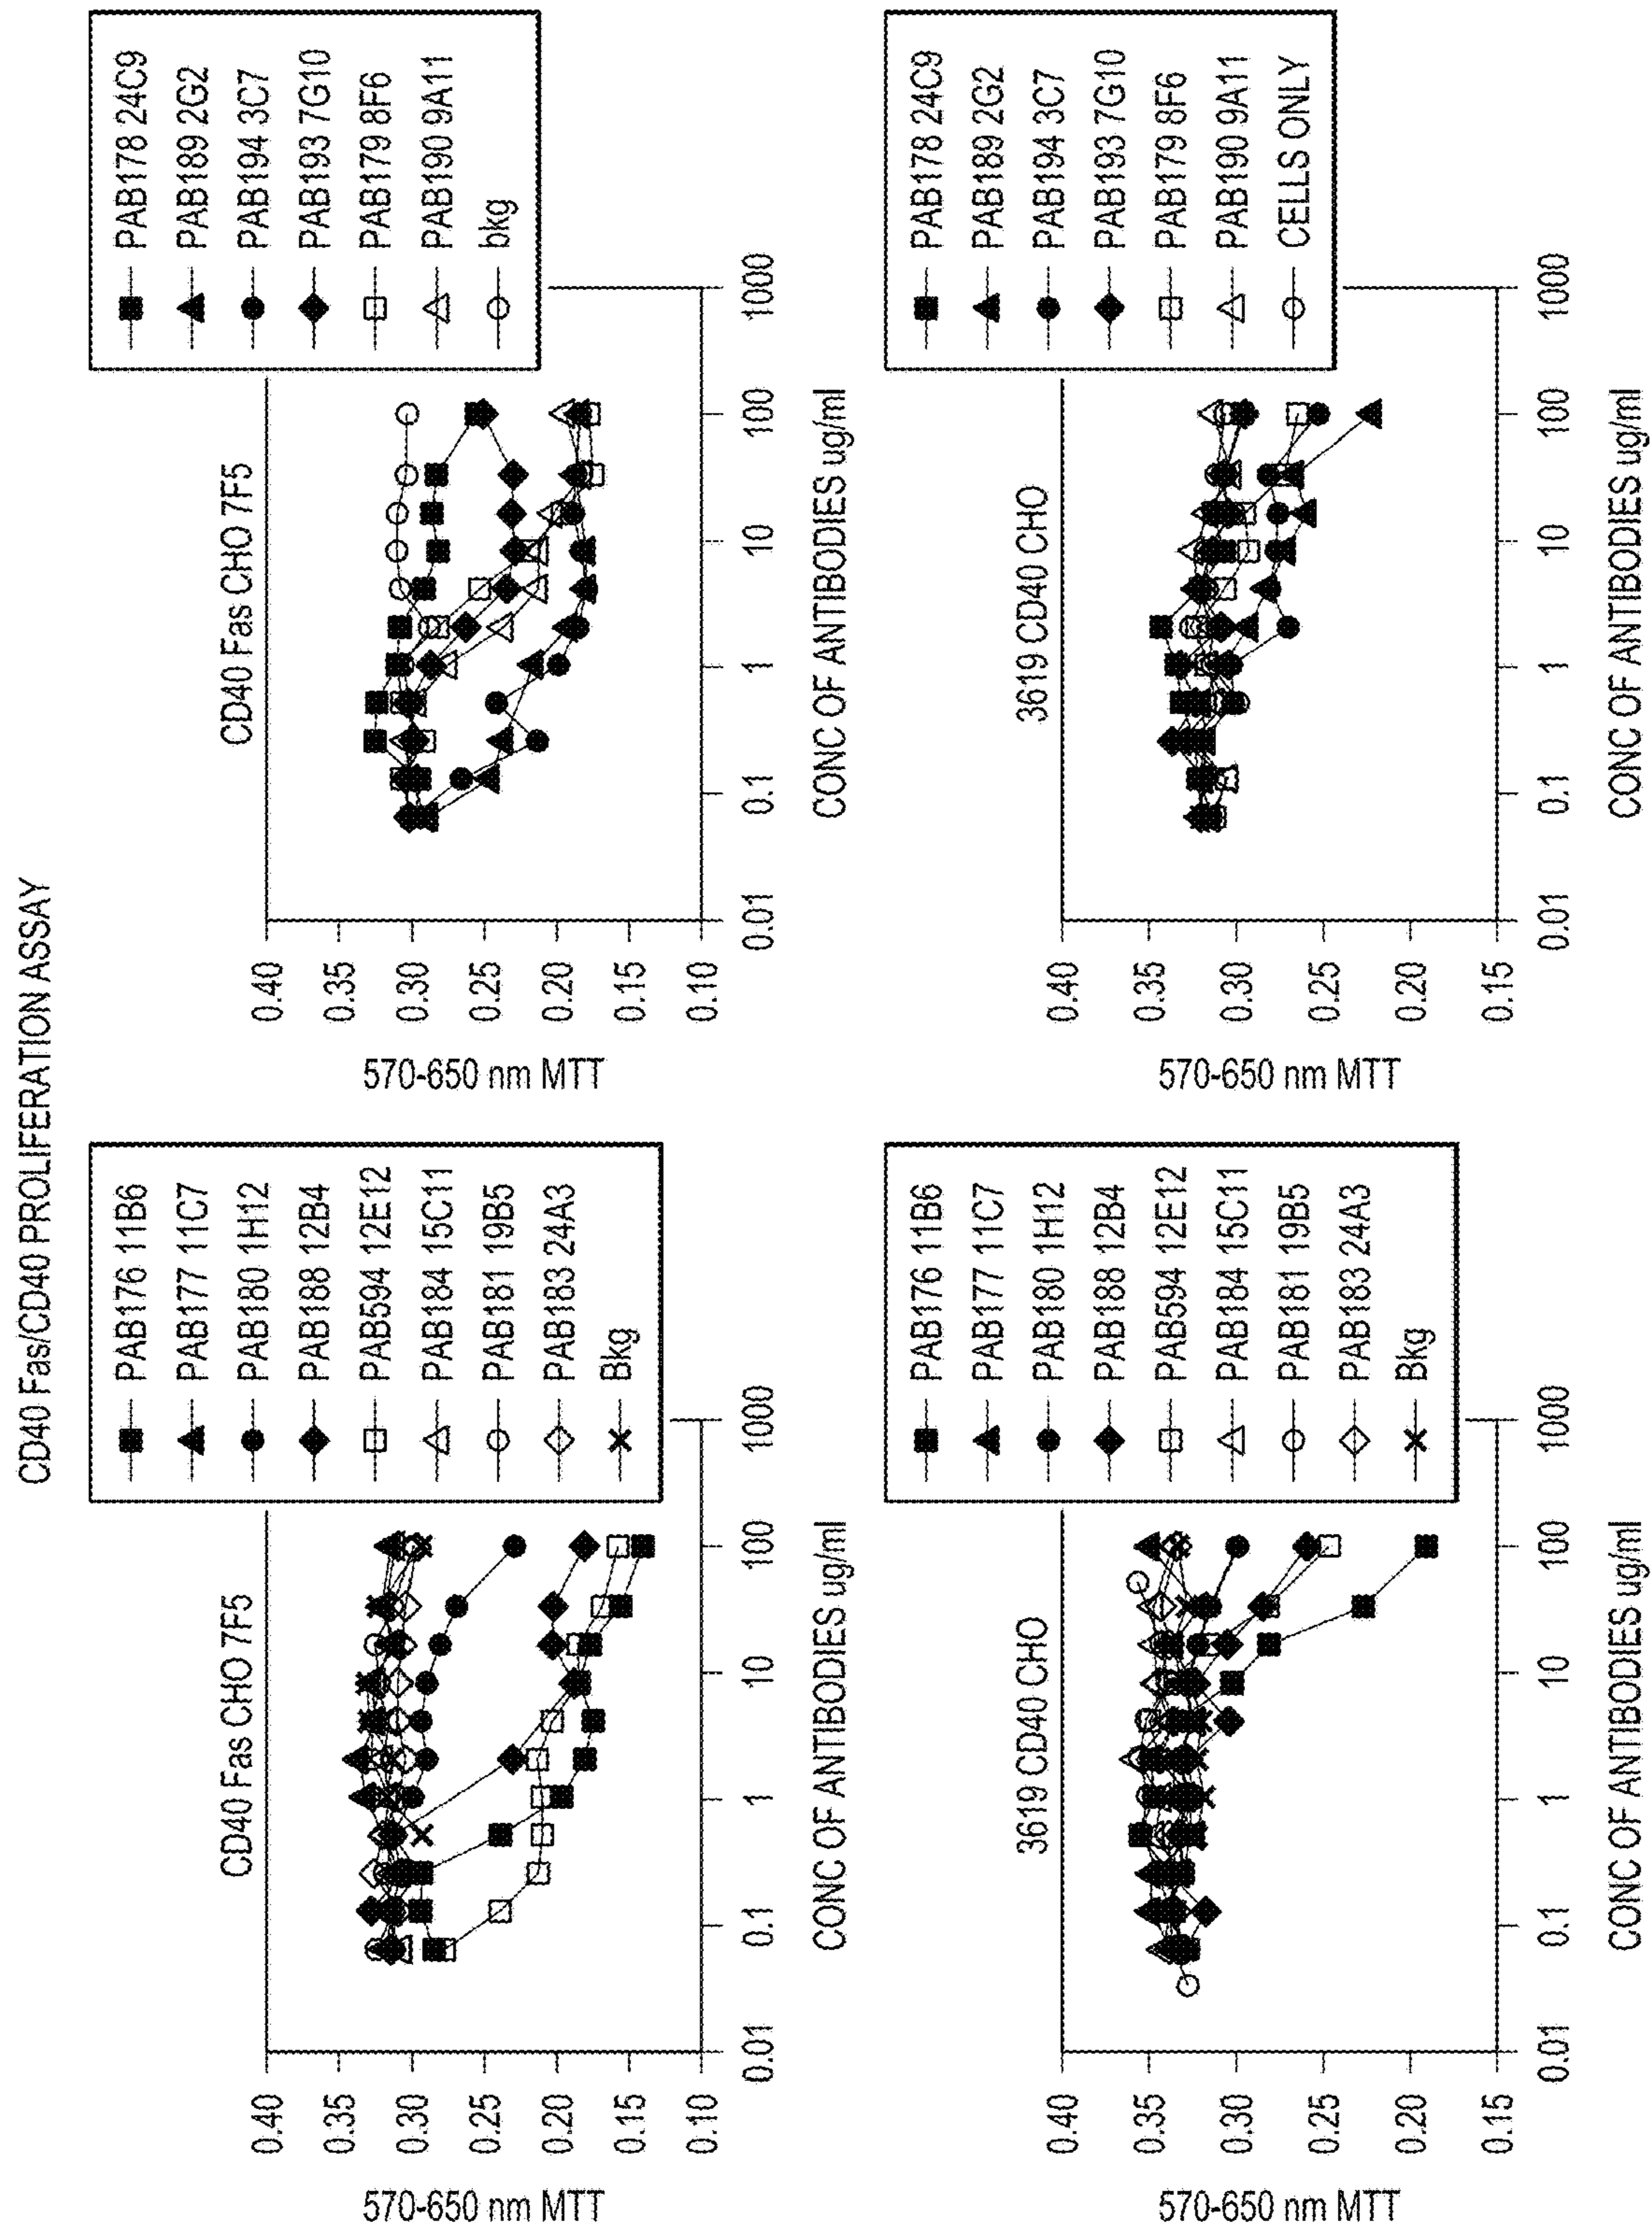 CD40 Fas/CD40 PROLIFERATION ASSAY
CD40 Fas CHO 7F5
570-650 nm MTT
0.40
0.35
0.30
0.25
0.20
0.15
0.10
0.01
0.1
1
10
100
1000
CONC OF ANTIBODIES ug/ml
PAB176 11B6
PAB177 11C7
PAB180 1H12
PAB188 12B4
PAB594 12E12
PAB184 15C11
PAB181 19B5
PAB183 24A3
Bkg
CD40 Fas CHO 7F5
570-650 nm MTT
0.40
0.35
0.30
0.25
0.20
0.15
0.10
0.01
0.1
1
10
100
1000
CONC OF ANTIBODIES ug/ml
PAB178 24C9
PAB189 2G2
PAB194 3C7
PAB193 7G10
PAB179 8F6
PAB190 9A11
bkg
3619 CD40 CHO
570-650 nm MTT
0.40
0.35
0.30
0.25
0.20
0.15
0.01
0.1
1
10
100
1000
CONC OF ANTIBODIES ug/ml
PAB176 11B6
PAB177 11C7
PAB180 1H12
PAB188 12B4
PAB594 12E12
PAB184 15C11
PAB181 19B5
PAB183 24A3
Bkg
3619 CD40 CHO
570-650 nm MTT
0.40
0.35
0.30
0.25
0.20
0.15
0.01
0.1
1
10
100
1000
CONC OF ANTIBODIES ug/ml
PAB178 24C9
PAB189 2G2
PAB194 3C7
PAB193 7G10
PAB179 8F6
PAB190 9A11
CELLS ONLY